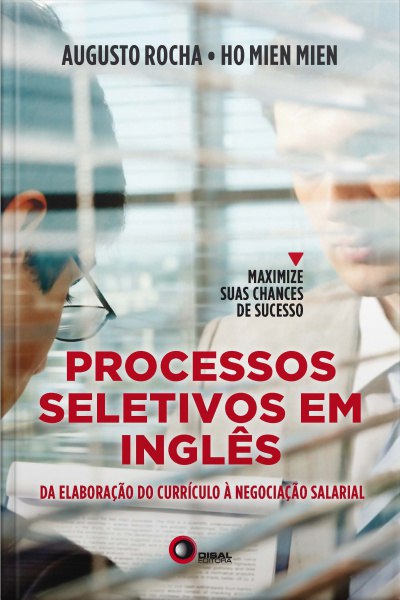 AUGUSTO ROCHA • HO MIEN MIEN
MAXIMIZE
SUAS CHANCES
DE SUCESSO
PROCESSOS
SELETIVOS EM
INGLÊS
DA ELABORAÇÃO DO CURRÍCULO À NEGOCIAÇÃO SALARIAL
DISAL
EDITORA